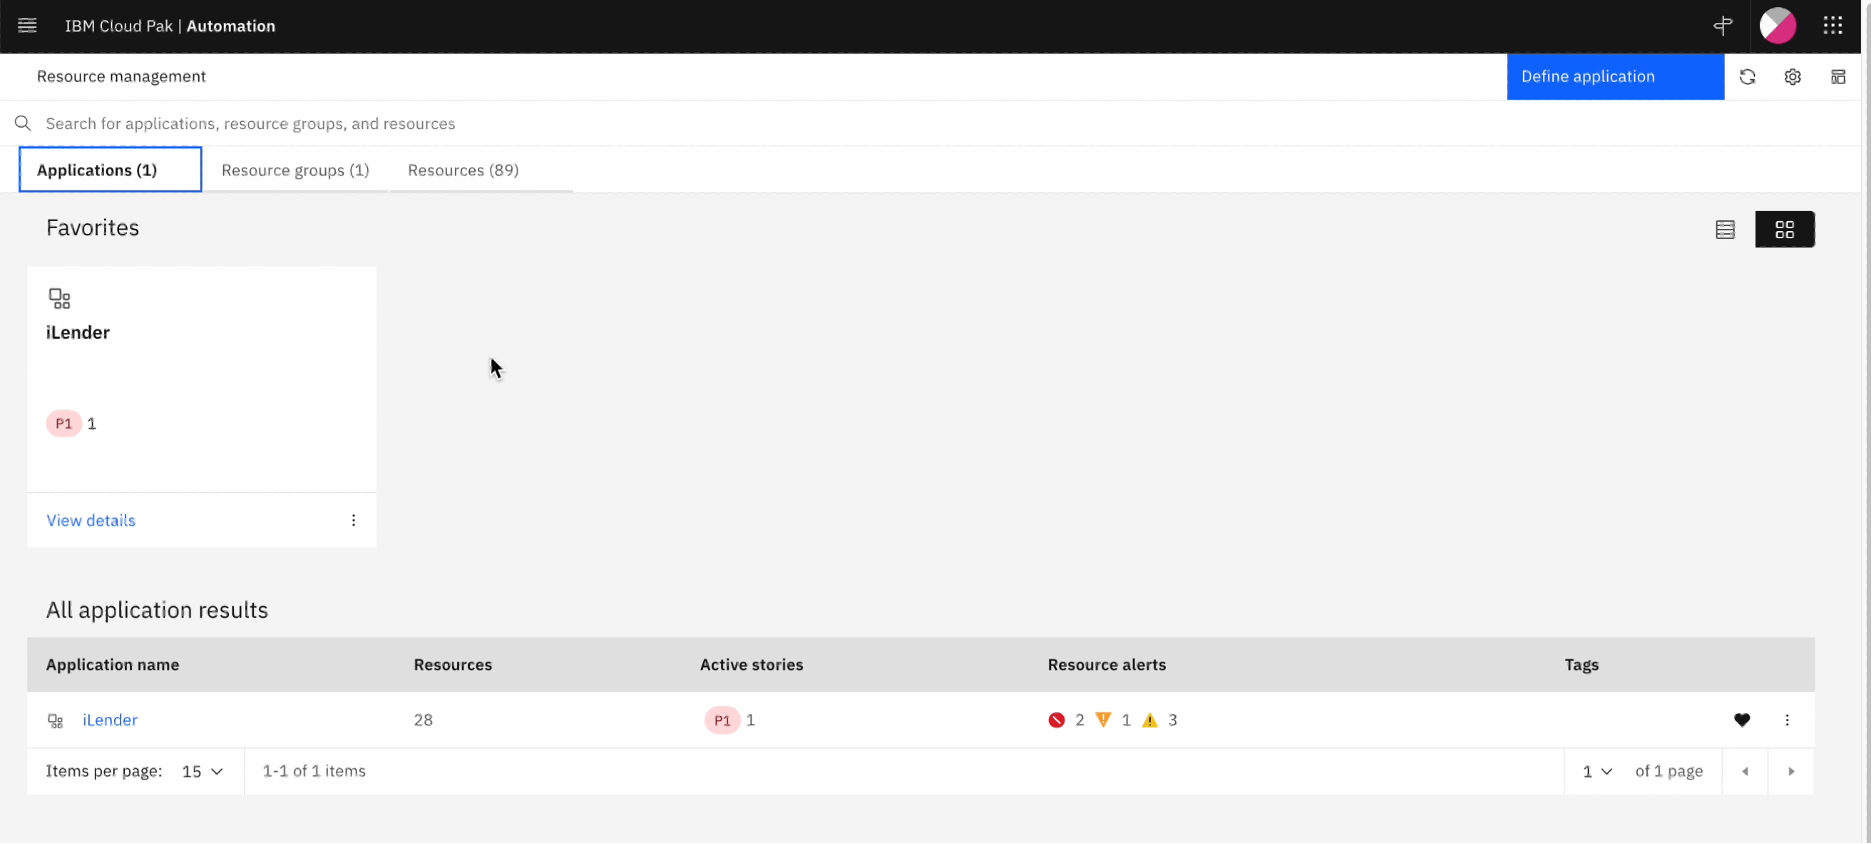 IBM Cloud Pak | Automation
Resource management
Define application
Search for applications, resource groups, and resources
Applications (1)
Resource groups (1)
Resources (89)
Favorites
iLender
P1 1
View details
All application results
Application name Resources Active stories Resource alerts Tags
iLender 28 P1 1 2 1 3
Items per page: 15 1-1 of 1 items 1 of 1 page